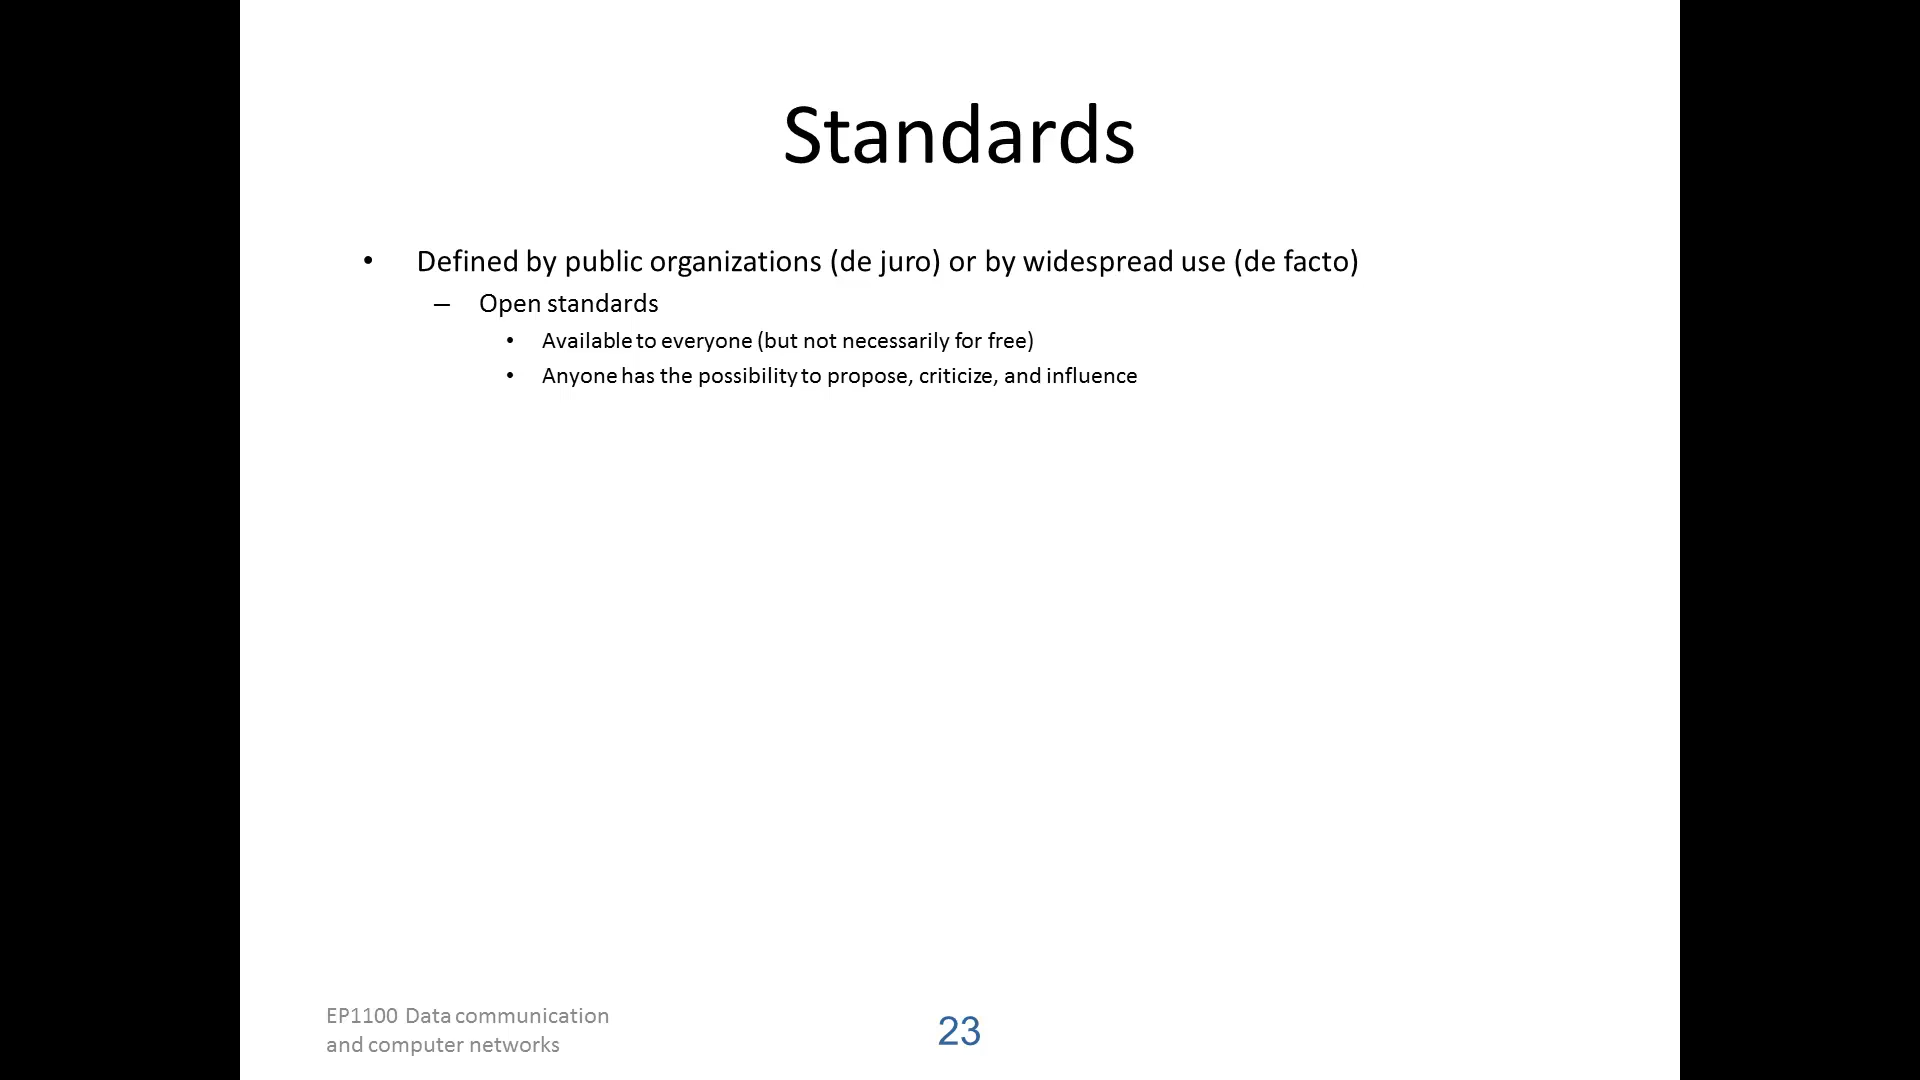 Standards
• Defined by public organizations (de juro) or by widespread use (de facto)
– Open standards
• Available to everyone (but not necessarily for free)
• Anyone has the possibility to propose, criticize, and influence
EP1100 Data communication
and computer networks
23